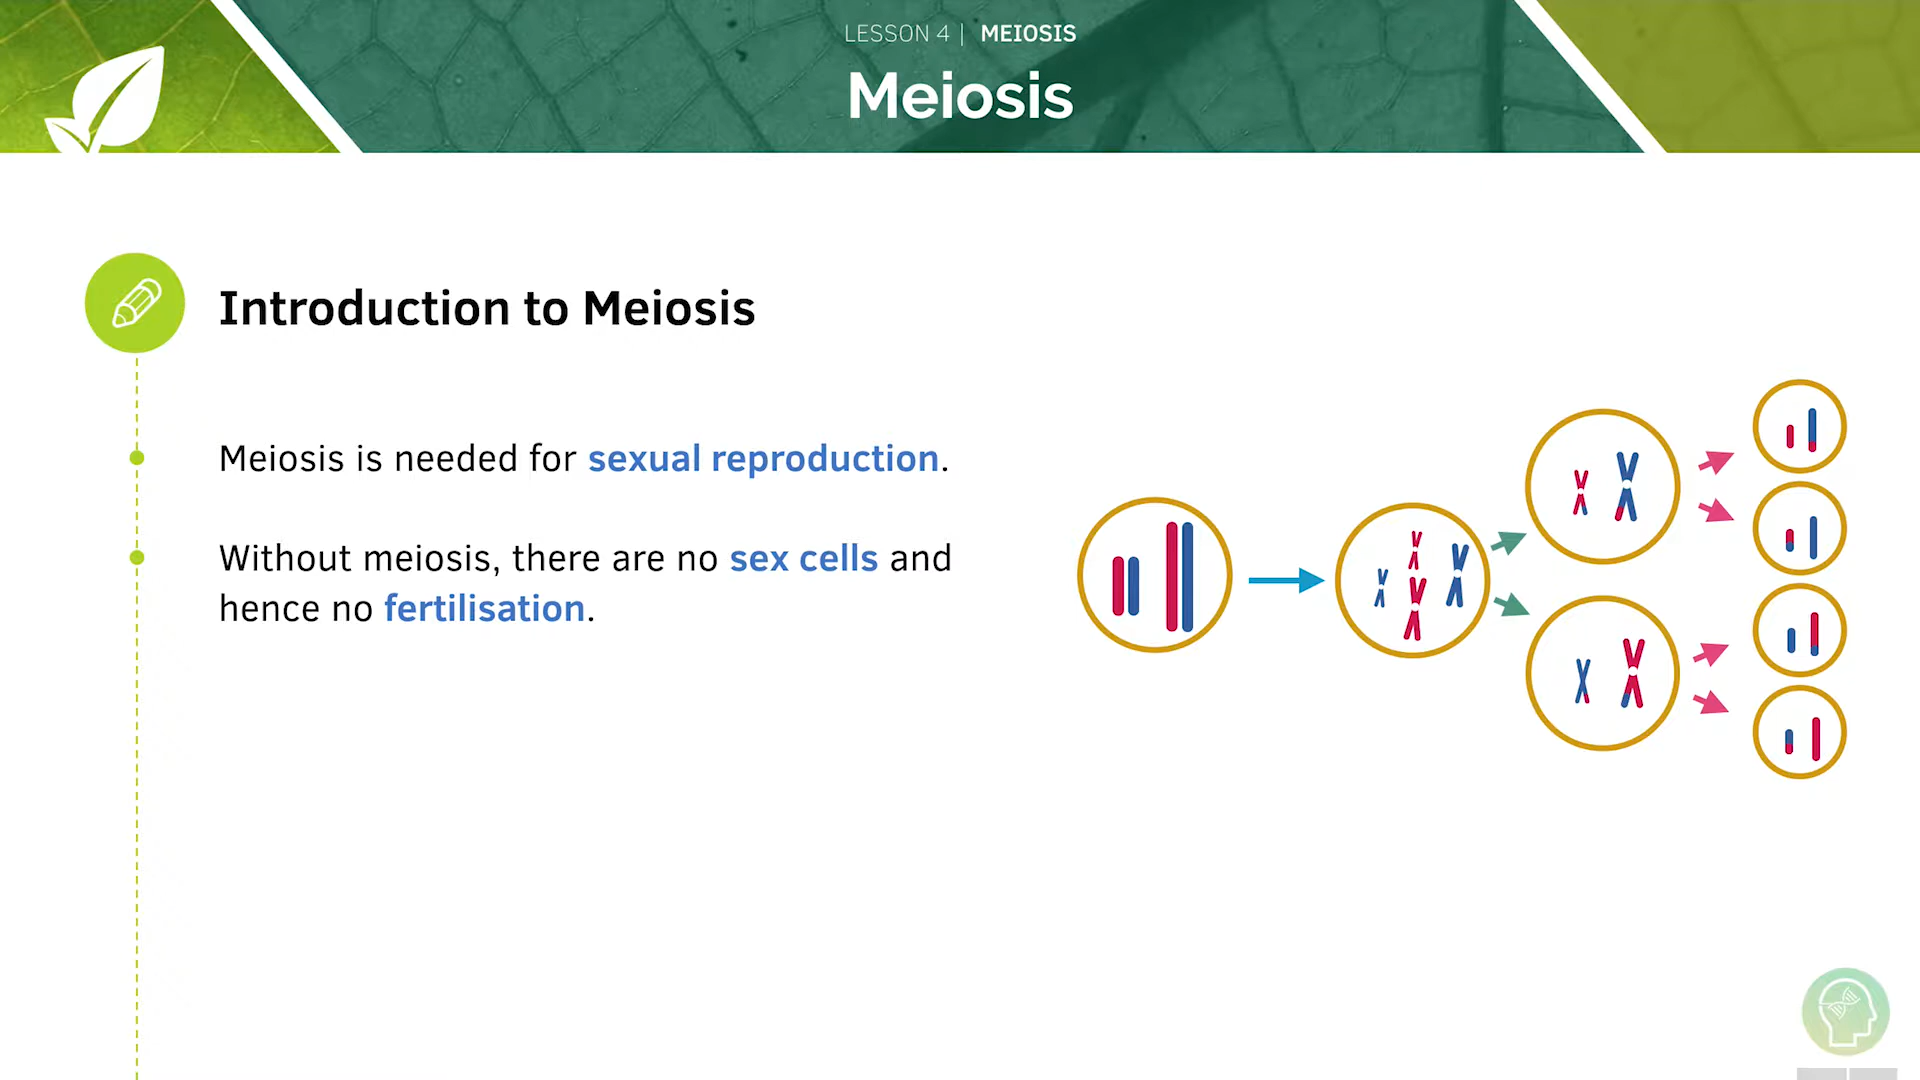 LESSON 4 | MEIOSIS
Meiosis
Introduction to Meiosis
Meiosis is needed for sexual reproduction.
Without meiosis, there are no sex cells and
hence no fertilisation.